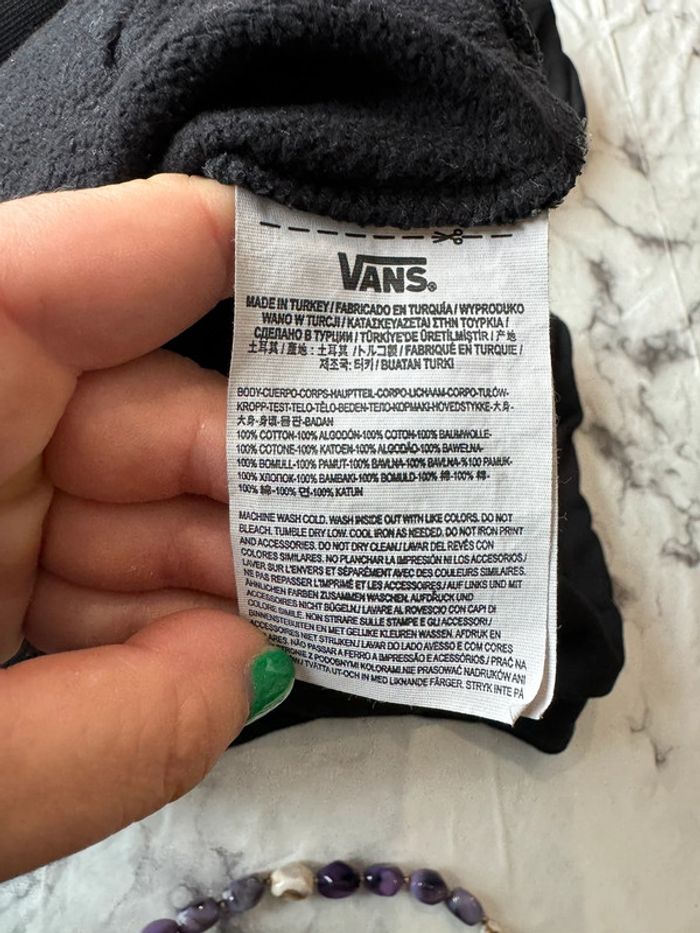 VANS®
MADE IN TURKEY / FABRICADO EN TURQUÍA / WYPRODUKO
WANO W TURCJI / ΚΑΤΑΣΚΕΥΑΖΕΤΑΙ ΣΤΗΝ ΤΟΥΡΚΙΑ /
СДЕЛАНО В ТУРЦИИ / TÜRKİYE'DE ÜRETİLMİŞTİR / 产地
土耳其 / 產地 : 土耳其 / トルコ製 / FABRIQUÉ EN TURQUIE /
제조국: 터키 / BUATAN TURKI
BODY-CUERPO-CORPS-HAUPTTEIL-CORPO-LICHAAM-CORPO-TUŁÓW-
KROPP-TEST-TELO-TĚLO-BEDEN-ТЕЛО-ΚΟΡΜΑΚΙ-HOVEDSTYKKE-大身-
大身-身頃-몸판-BADAN
100% COTTON-100% ALGODÓN-100% COTON-100% BAUMWOLLE-
100% COTONE-100% KATOEN-100% ALGODÃO-100% BAWEŁNA-
100% BOMULL-100% PAMUT-100% BAVLNA-100% BAVLNA-%100 PAMUK-
100% ХЛОПОК-100% ΒΑΜΒΑΚΙ-100% BOMULD-100% 棉-100% 棉-
100% 綿-100% 면-100% KATUN
MACHINE WASH COLD. WASH INSIDE OUT WITH LIKE COLORS. DO NOT
BLEACH. TUMBLE DRY LOW. COOL IRON AS NEEDED. DO NOT IRON PRINT
AND ACCESSORIES. DO NOT DRY CLEAN./ LAVAR DEL REVÉS CON
COLORES SIMILARES. NO PLANCHAR LA IMPRESIÓN NI LOS ACCESORIOS./
LAVER SUR L'ENVERS ET SÉPARÉMENT AVEC DES COULEURS SIMILAIRES.
NE PAS REPASSER L'IMPRIMÉ ET LES ACCESSOIRES./ AUF LINKS UND MIT
ÄHNLICHEN FARBEN ZUSAMMEN WASCHEN. AUFDRUCK UND
ACCESSOIRES NICHT BÜGELN./ LAVARE AL ROVESCIO CON CAPI DI
COLORE SIMILE. NON STIRARE SULLE STAMPE E GLI ACCESSORI./
BINNENSTEBUITEN EN MET GELIJKE KLEUREN WASSEN. AFDRUK EN
ACCESSOIRES NIET STRIJKEN./ LAVAR DO LADO AVESSO E COM CORES
ARES. NÃO PASSAR A FERRO A IMPRESSÃO E ACESSÓRIOS./ PRAĆ NA
STRONIE Z PODOBNYMI KOLORAMI. NIE PRASOWAĆ NADRUKÓW ANI
/ TVÄTTA UT-OCH IN MED LIKNANDE FÄRGER. STRYK INTE PÅ